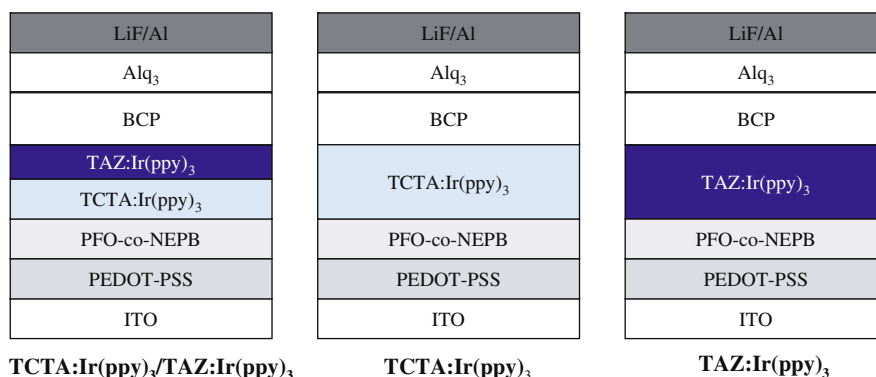 LiF/Al
Alq₃
BCP
TAZ:Ir(ppy)₃
TCTA:Ir(ppy)₃
PFO-co-NEPB
PEDOT-PSS
ITO
TCTA:Ir(ppy)₃/TAZ:Ir(ppy)₃
LiF/Al
Alq₃
BCP
TCTA:Ir(ppy)₃
PFO-co-NEPB
PEDOT-PSS
ITO
TCTA:Ir(ppy)₃
LiF/Al
Alq₃
BCP
TAZ:Ir(ppy)₃
PFO-co-NEPB
PEDOT-PSS
ITO
TAZ:Ir(ppy)₃